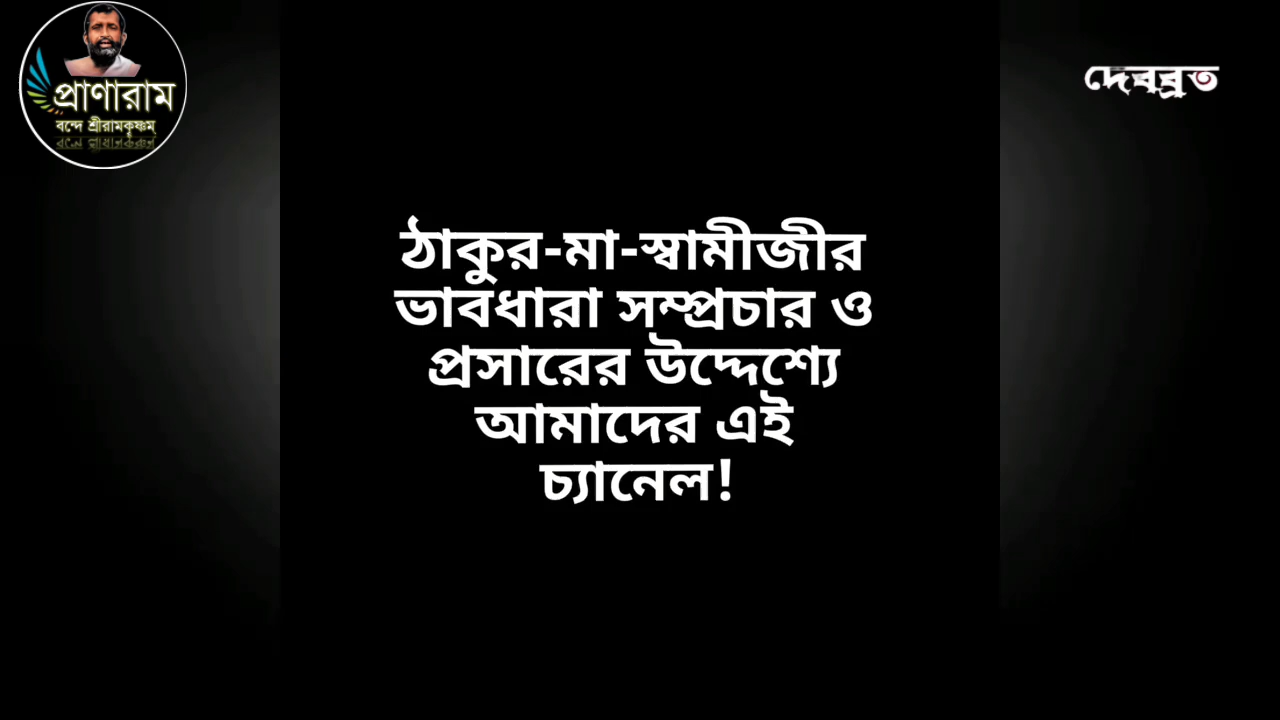 প্রাণারাম
বন্দে শ্রীরামকৃষ্ণম্
দেবব্রত
ঠাকুর-মা-স্বামীজীর
ভাবধারা সম্প্রচার ও
প্রসারের উদ্দেশ্যে
আমাদের এই
চ্যানেল!